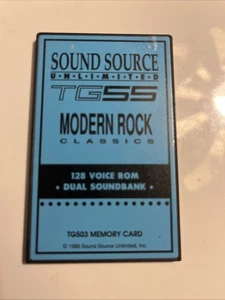 SOUND SOURCE
UNLIMITED
TG55
MODERN ROCK
CLASSICS
128 VOICE ROM
• DUAL SOUNDBANK •
TG503 MEMORY CARD
© 1990 Sound Source Unlimited, Inc.